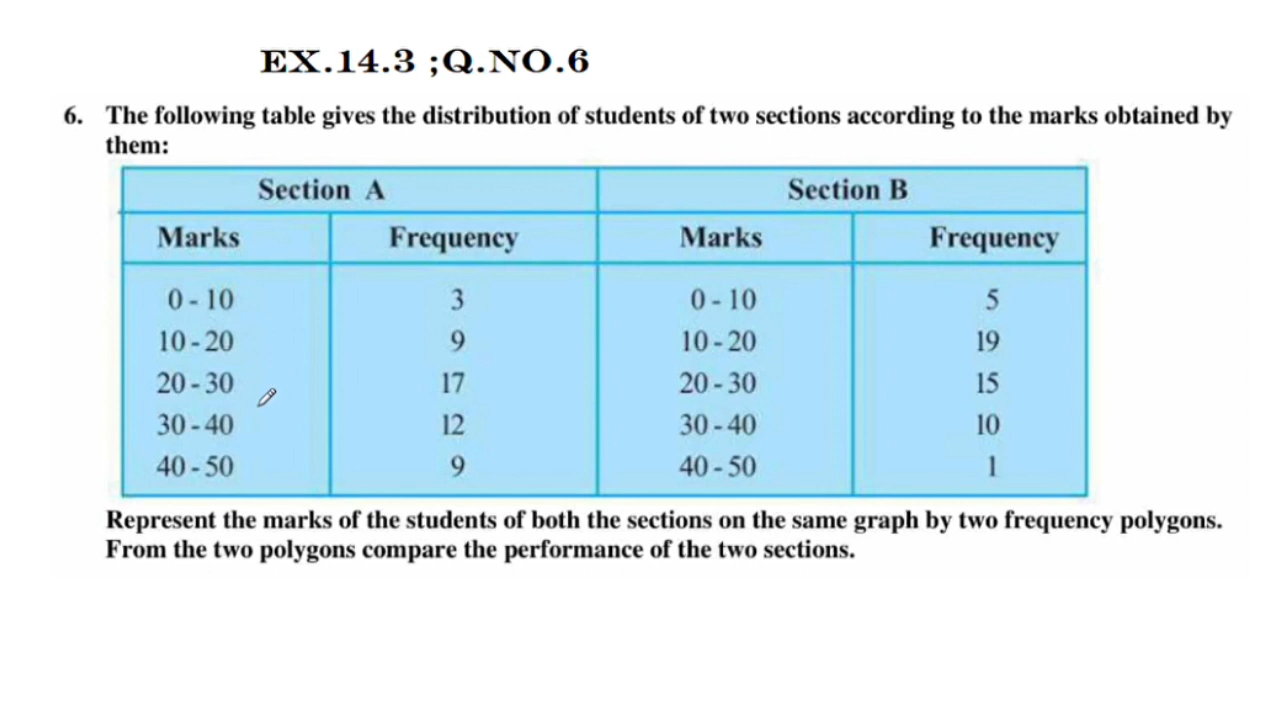 EX.14.3 ;Q.NO.6
6. The following table gives the distribution of students of two sections according to the marks obtained by
them:
Section A Section B
Marks Frequency Marks Frequency
0 - 10 3 0 - 10 5
10 - 20 9 10 - 20 19
20 - 30 17 20 - 30 15
30 - 40 12 30 - 40 10
40 - 50 9 40 - 50 1
Represent the marks of the students of both the sections on the same graph by two frequency polygons.
From the two polygons compare the performance of the two sections.